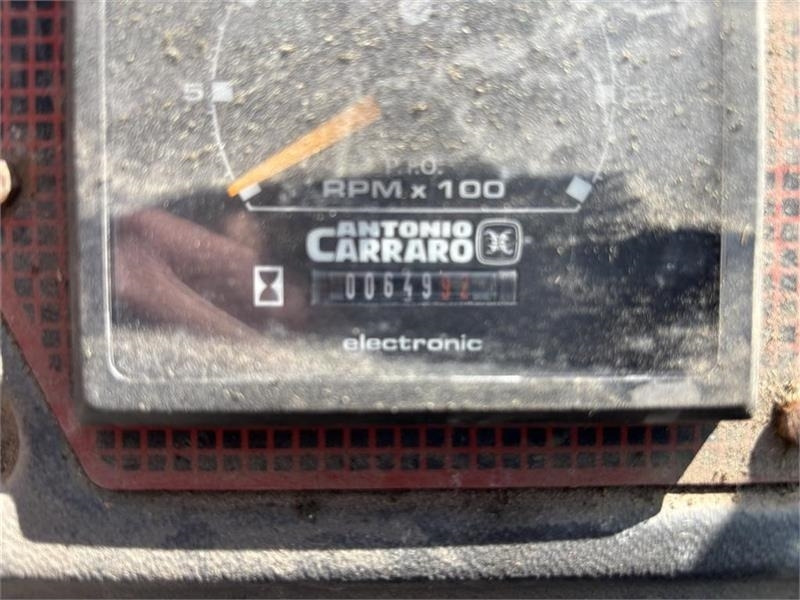 5
P.T.O.
RPM x 100
ANTONIO
CARRARO
0064992
electronic